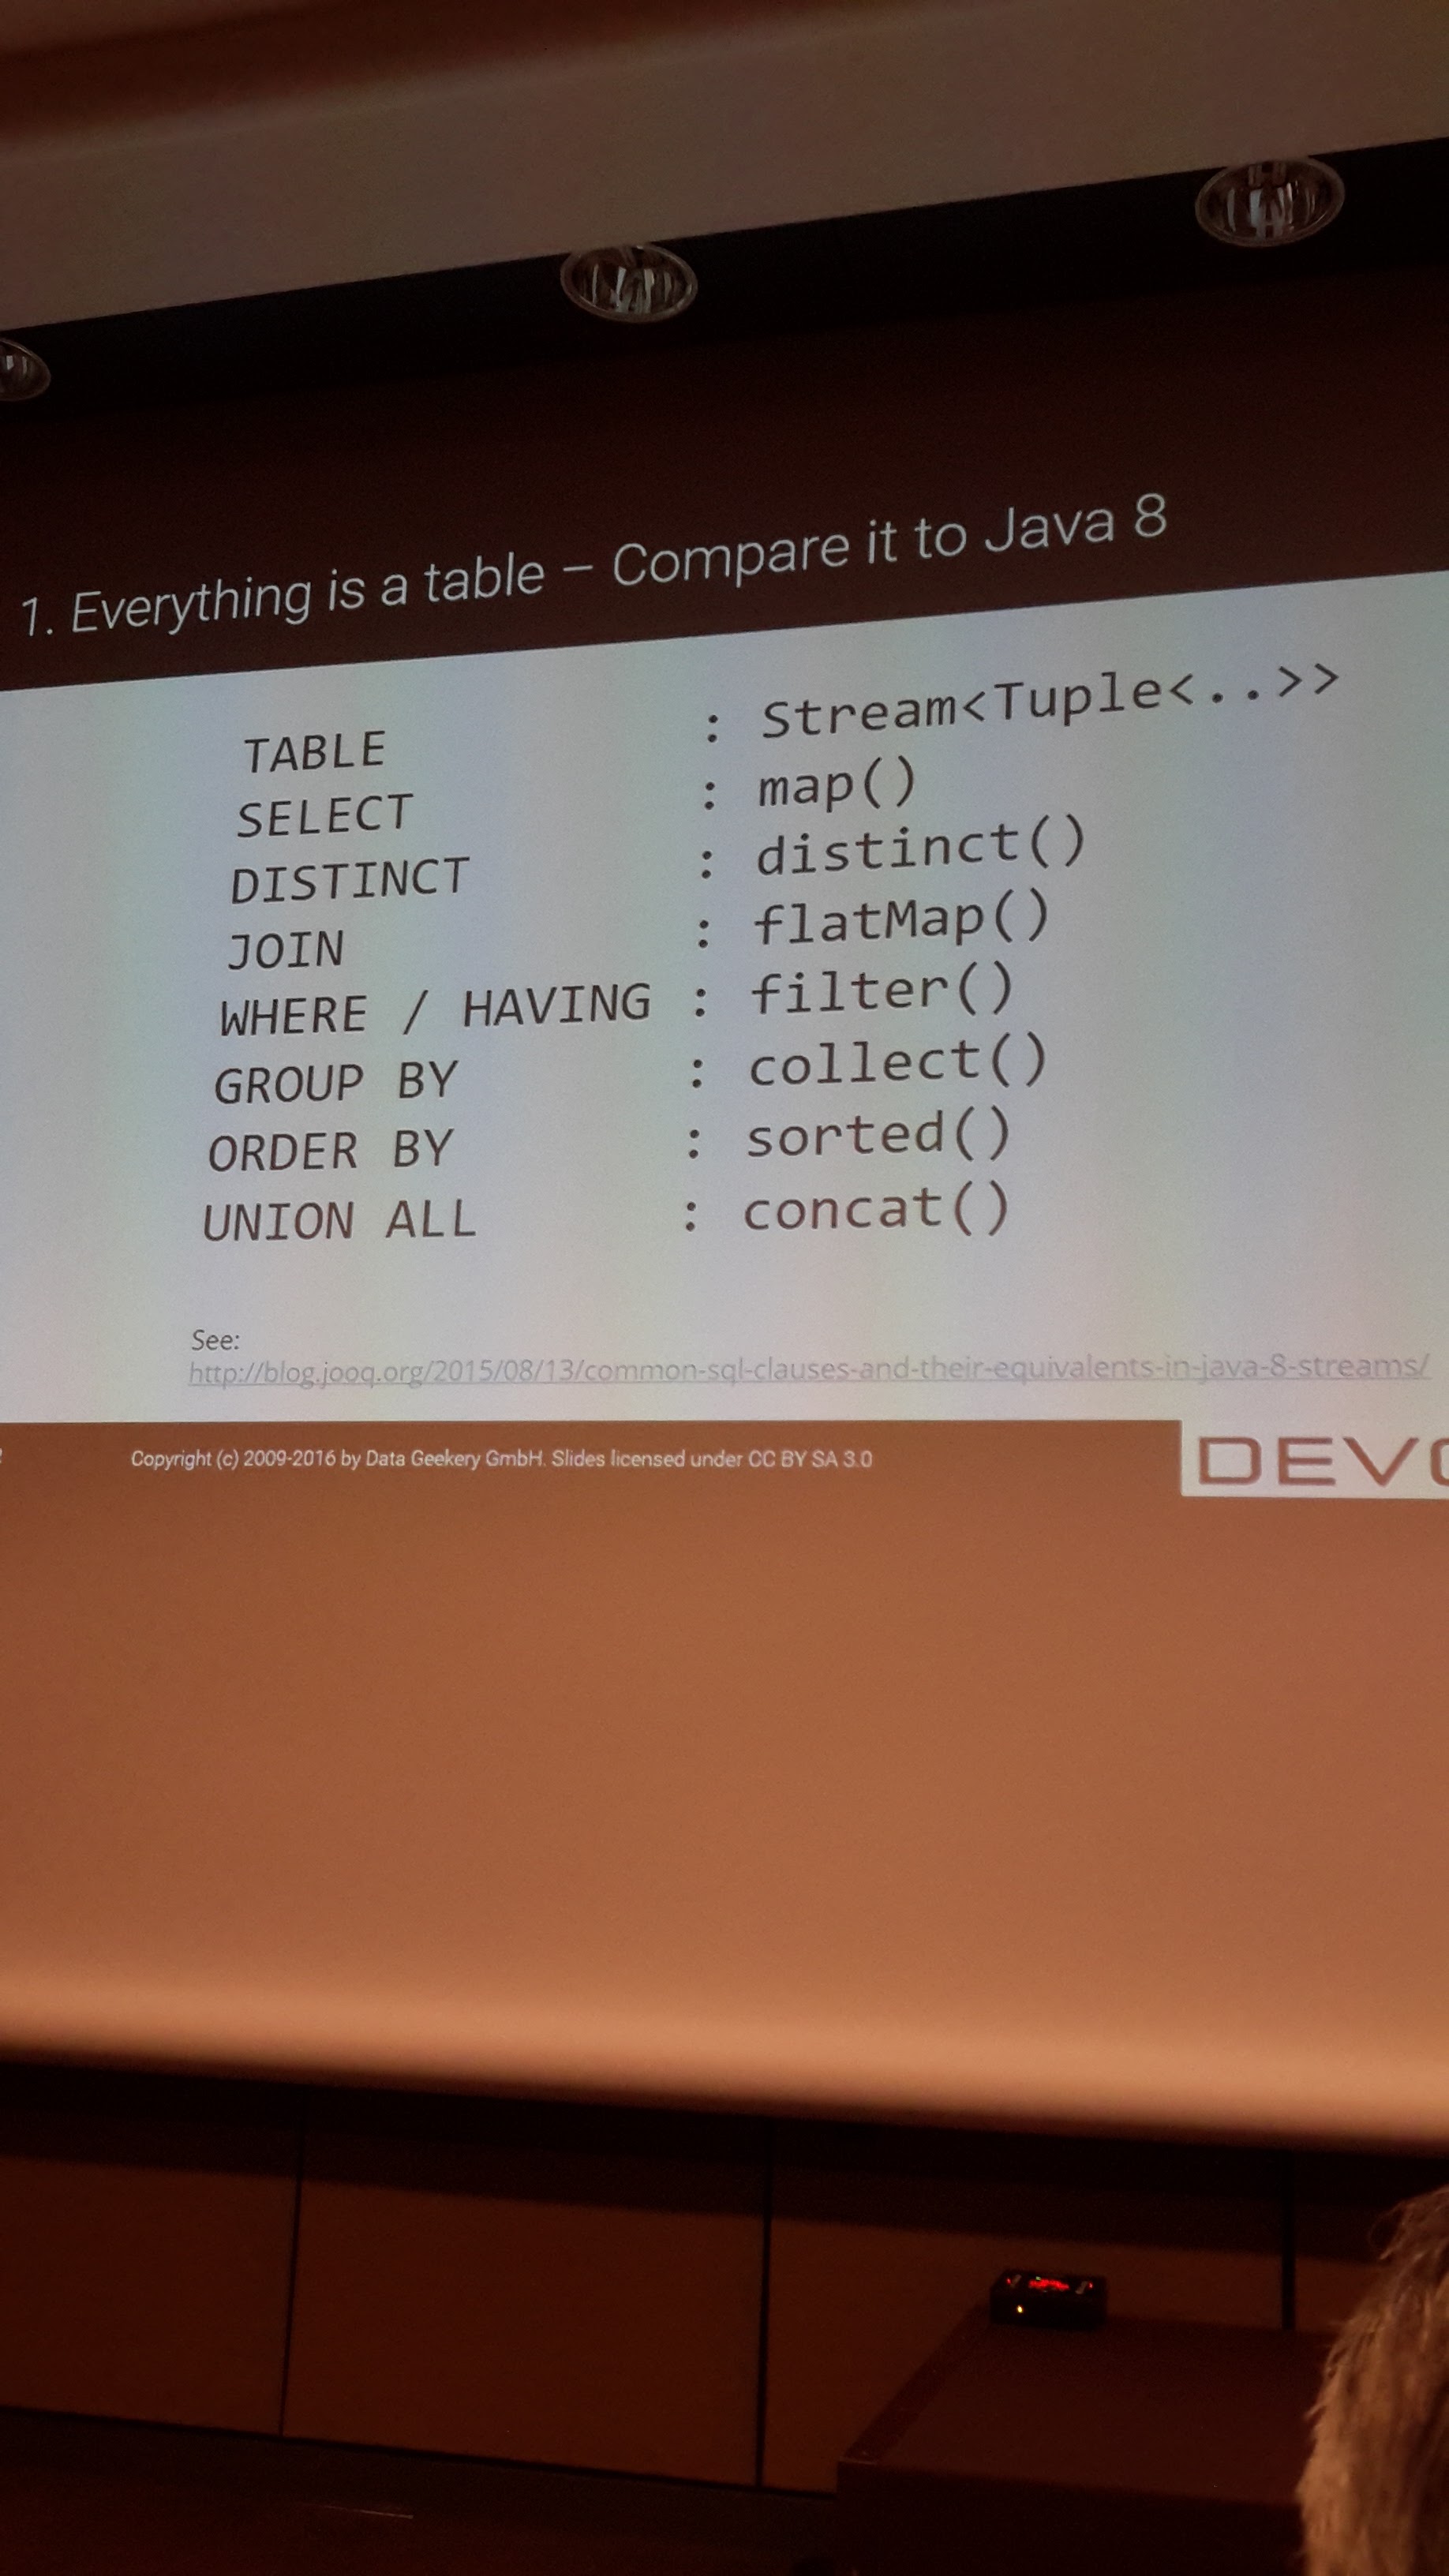 1. Everything is a table – Compare it to Java 8
TABLE : Stream<Tuple<..>>
SELECT : map()
DISTINCT : distinct()
JOIN : flatMap()
WHERE / HAVING : filter()
GROUP BY : collect()
ORDER BY : sorted()
UNION ALL : concat()
See:
http://blog.jooq.org/2015/08/13/common-sql-clauses-and-their-equivalents-in-java-8-streams/
Copyright (c) 2009-2016 by Data Geekery GmbH. Slides licensed under CC BY SA 3.0
DEVO